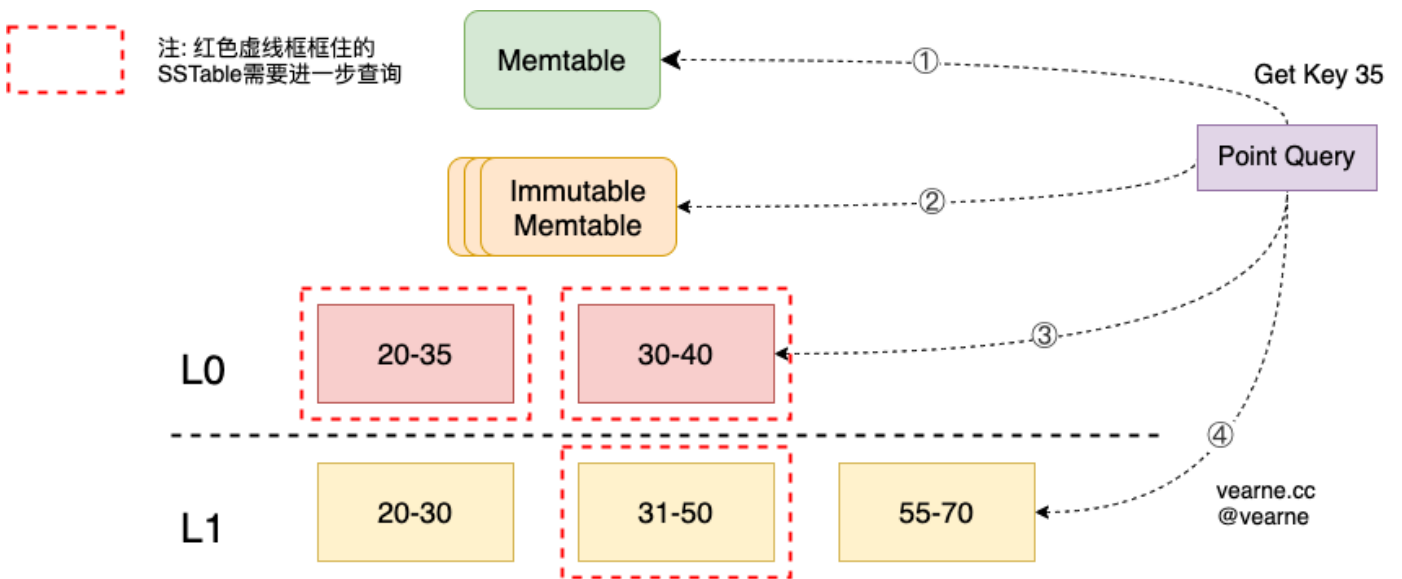 注: 红色虚线框框住的
SSTable需要进一步查询
Memtable
①
Get Key 35
Point Query
Immutable
Memtable
②
L0
20-35
30-40
③
④
L1
20-30
31-50
55-70
vearne.cc
@vearne